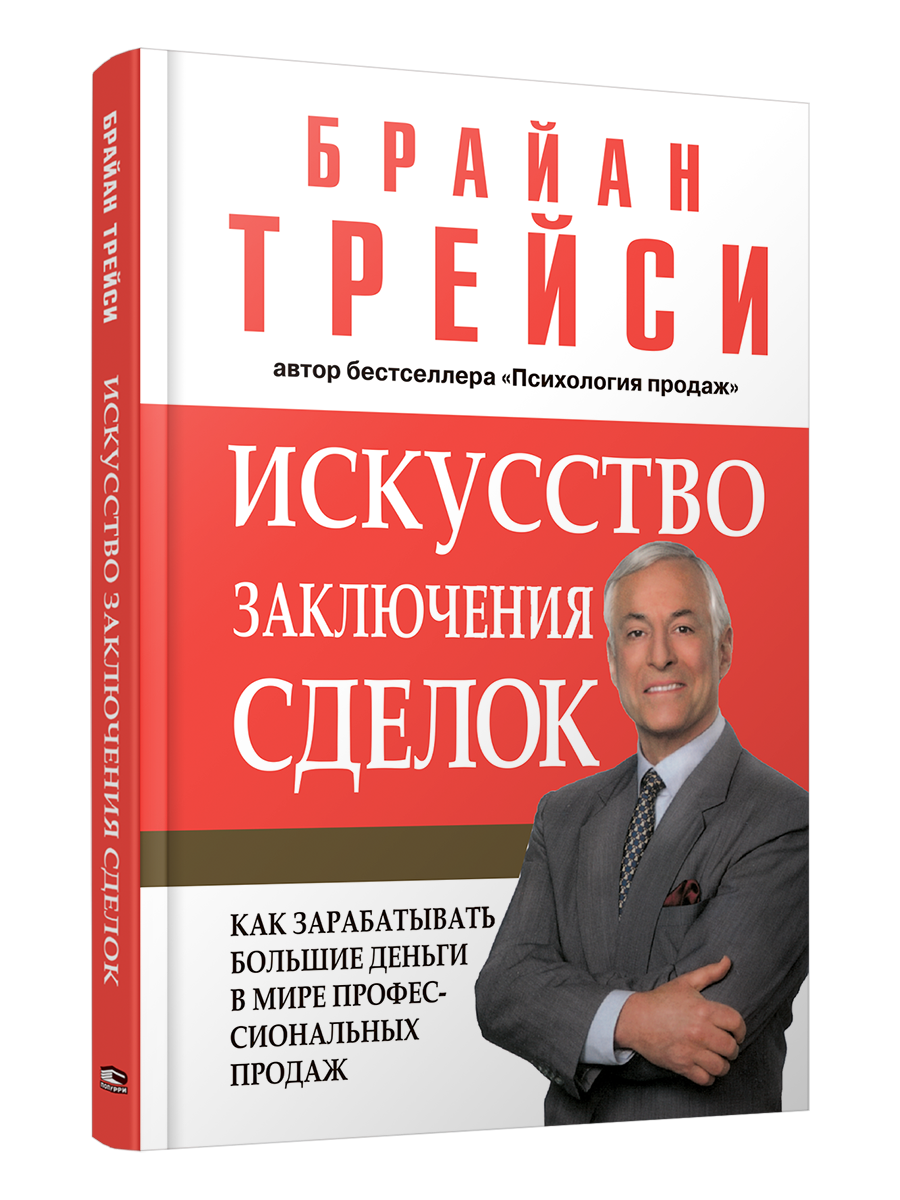 БРАЙАН
ТРЕЙСИ
автор бестселлера «Психология продаж»
ИСКУССТВО
ЗАКЛЮЧЕНИЯ
СДЕЛОК
КАК ЗАРАБАТЫВАТЬ
БОЛЬШИЕ ДЕНЬГИ
В МИРЕ ПРОФЕС-
СИОНАЛЬНЫХ
ПРОДАЖ
БРАЙАН ТРЕЙСИ ИСКУССТВО ЗАКЛЮЧЕНИЯ СДЕЛОК
ПОПУРРИ